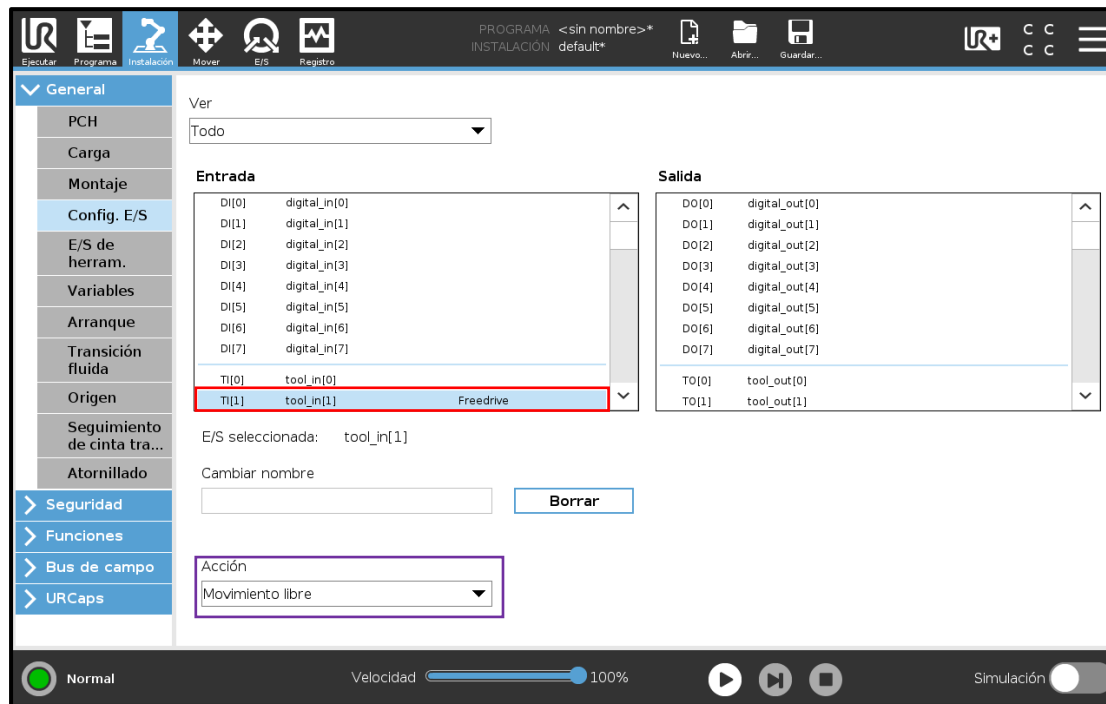 UR
Ejecutar
Programa
Instalación
Mover
E/S
Registro
PROGRAMA <sin nombre>*
INSTALACIÓN default*
Nuevo...
Abrir...
Guardar...
UR+
C C
C C
General
PCH
Carga
Montaje
Config. E/S
E/S de
herram.
Variables
Arranque
Transición
fluida
Origen
Seguimiento
de cinta tra...
Atornillado
Seguridad
Funciones
Bus de campo
URCaps
Ver
Todo
Entrada
DI[0] digital_in[0]
DI[1] digital_in[1]
DI[2] digital_in[2]
DI[3] digital_in[3]
DI[4] digital_in[4]
DI[5] digital_in[5]
DI[6] digital_in[6]
DI[7] digital_in[7]
TI[0] tool_in[0]
TI[1] tool_in[1] Freedrive
Salida
DO[0] digital_out[0]
DO[1] digital_out[1]
DO[2] digital_out[2]
DO[3] digital_out[3]
DO[4] digital_out[4]
DO[5] digital_out[5]
DO[6] digital_out[6]
DO[7] digital_out[7]
TO[0] tool_out[0]
TO[1] tool_out[1]
E/S seleccionada: tool_in[1]
Cambiar nombre
Borrar
Acción
Movimiento libre
Normal
Velocidad 100%
Simulación